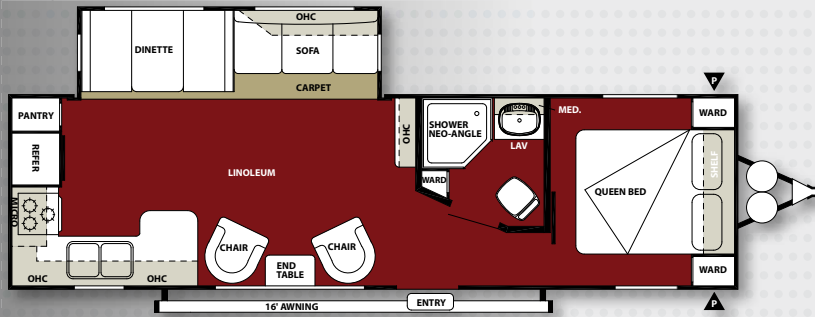 OHC
DINETTE
SOFA
CARPET
P
PANTRY
WARD
MED.
OHC
SHOWER
NEO-ANGLE
LAV
REFER
SHELF
LINOLEUM
WARD
QUEEN BED
MICRO
CHAIR
CHAIR
END
TABLE
WARD
OHC
OHC
16' AWNING
ENTRY
P